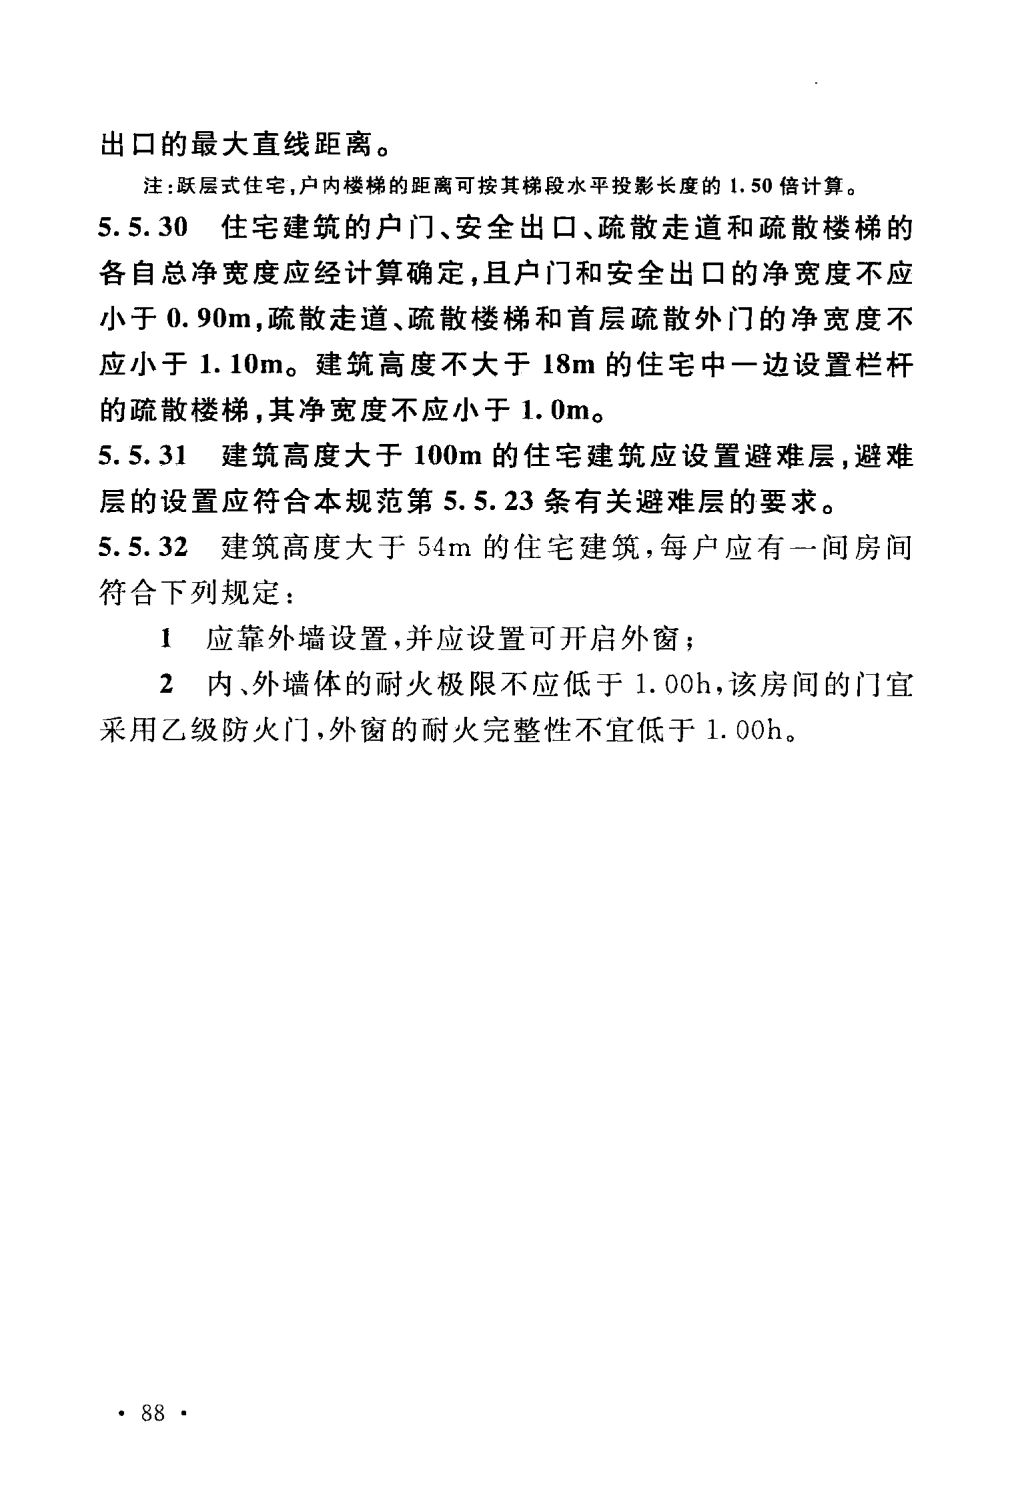 出口的最大直线距离。
注:跃层式住宅,户内楼梯的距离可按其梯段水平投影长度的 1.50 倍计算。
5.5.30 住宅建筑的户门、安全出口、疏散走道和疏散楼梯的
各自总净宽度应经计算确定,且户门和安全出口的净宽度不应
小于 0.90m,疏散走道、疏散楼梯和首层疏散外门的净宽度不
应小于 1.10m。建筑高度不大于 18m 的住宅中一边设置栏杆
的疏散楼梯,其净宽度不应小于 1.0m。
5.5.31 建筑高度大于 100m 的住宅建筑应设置避难层,避难
层的设置应符合本规范第 5.5.23 条有关避难层的要求。
5.5.32 建筑高度大于 54m 的住宅建筑,每户应有一间房间
符合下列规定:
1 应靠外墙设置,并应设置可开启外窗;
2 内、外墙体的耐火极限不应低于 1.00h,该房间的门宜
采用乙级防火门,外窗的耐火完整性不宜低于 1.00h。
· 88 ·